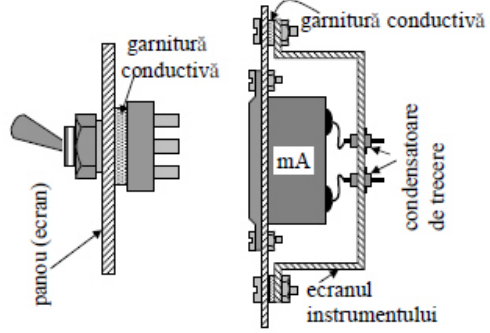 garnitură
conductivă
panou (ecran)
garnitură conductivă
mA
condensatoare
de trecere
ecranul
instrumentului